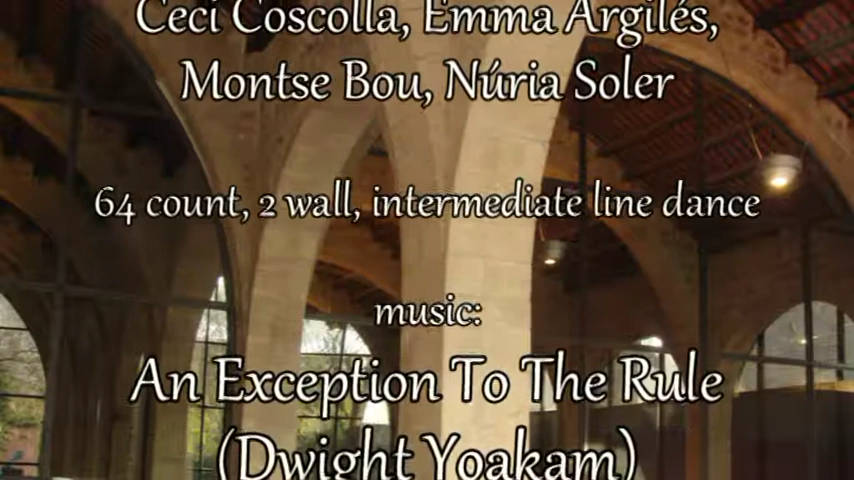 Ceci Coscolla, Emma Argilés,
Montse Bou, Núria Soler
64 count, 2 wall, intermediate line dance
music:
An Exception To The Rule
(Dwight Yoakam)